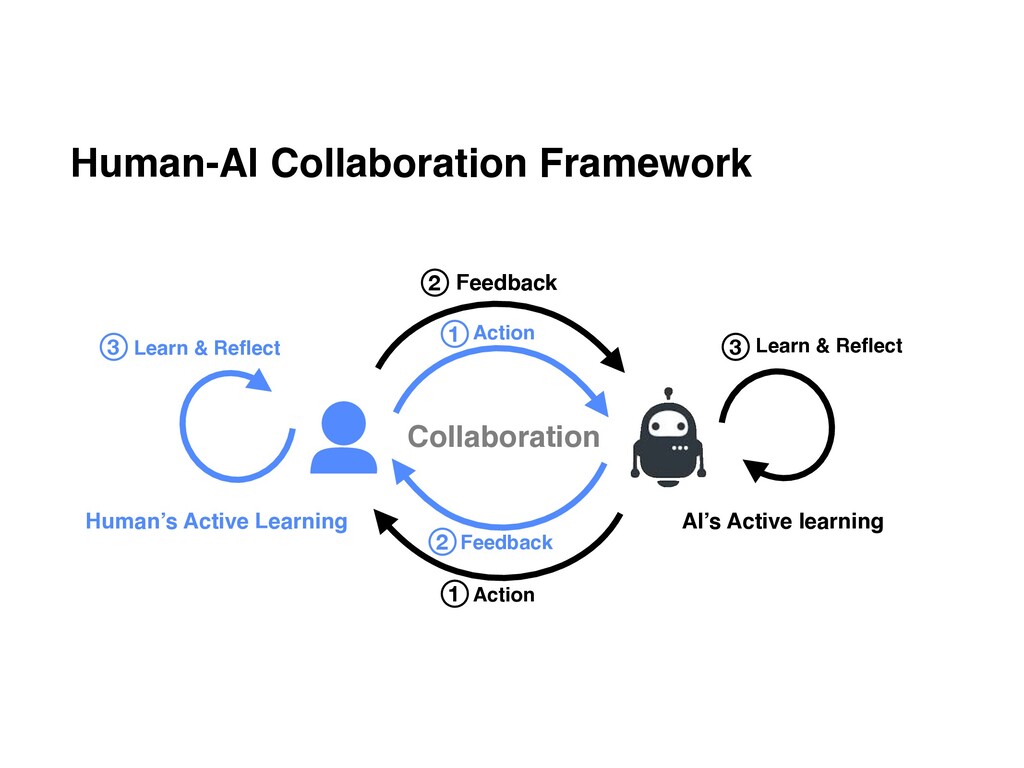 Human-AI Collaboration Framework
② Feedback
① Action
③ Learn & Reflect
③ Learn & Reflect
Collaboration
Human’s Active Learning
AI’s Active learning
② Feedback
① Action